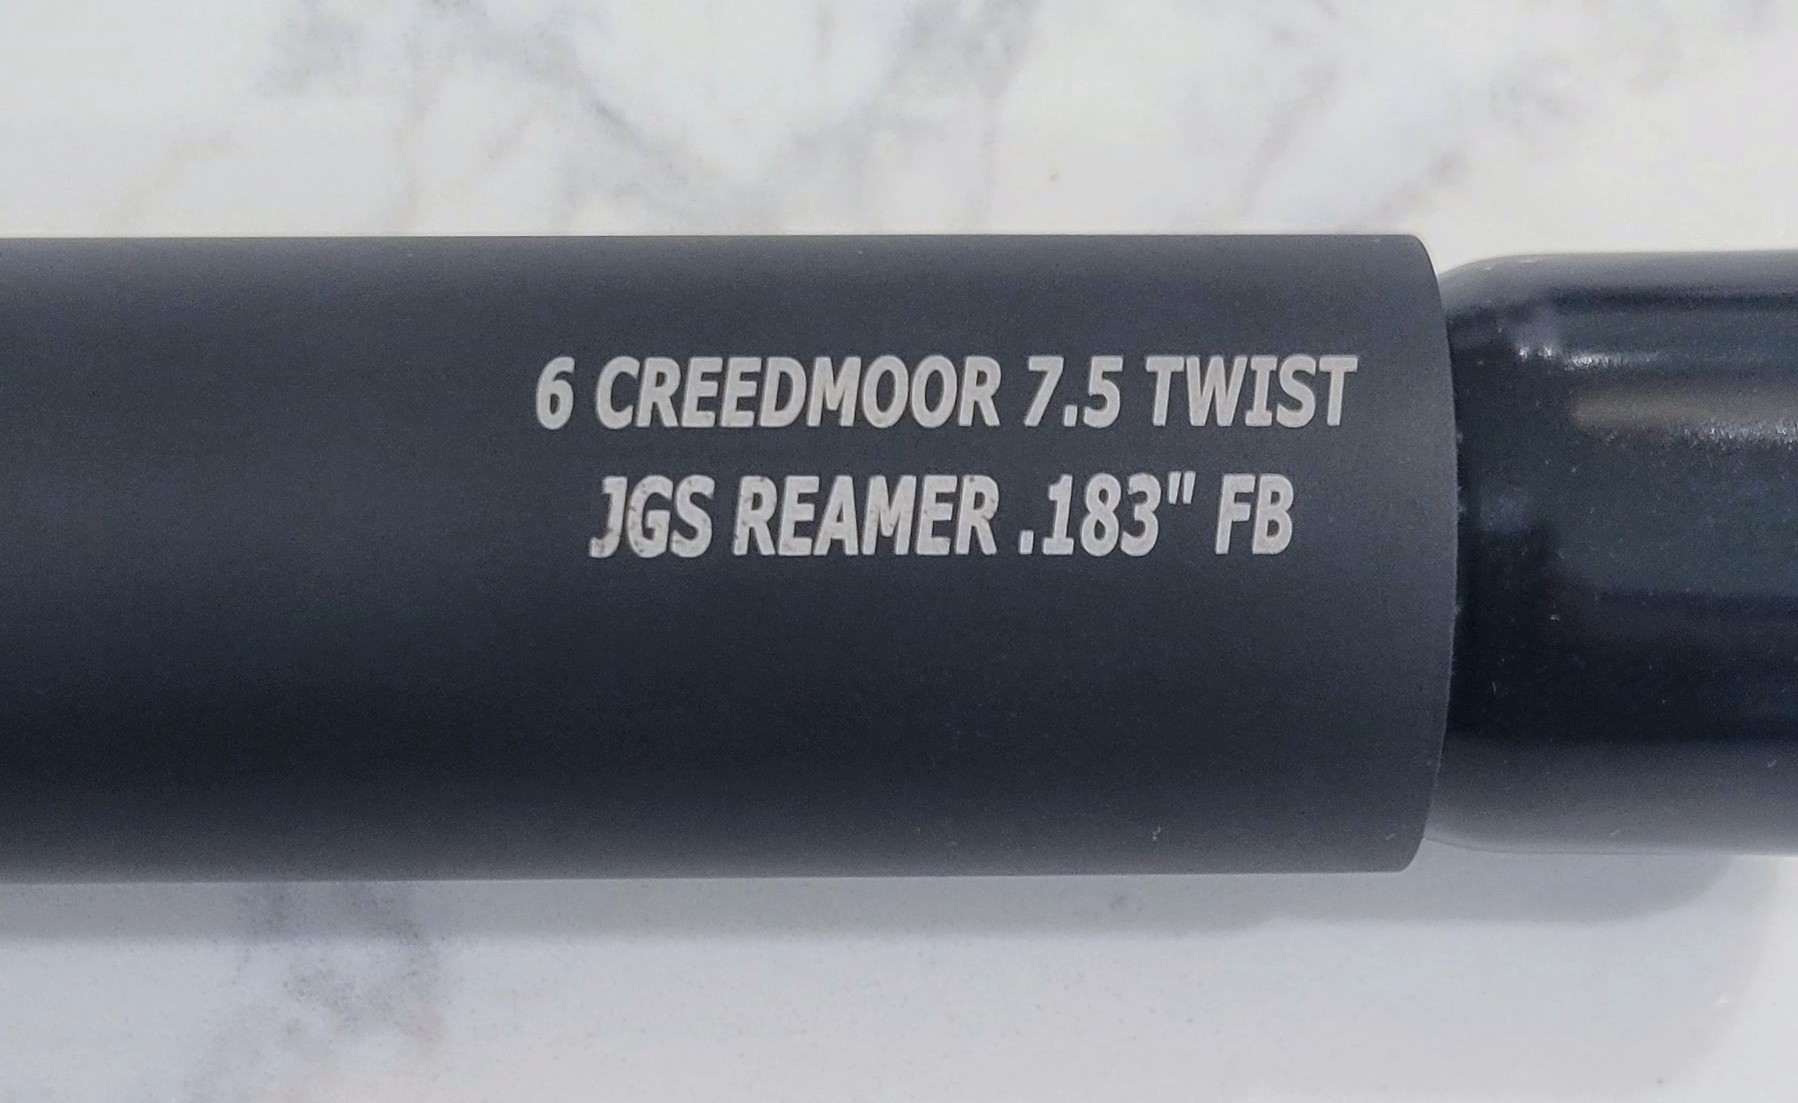 6 CREEDMOOR 7.5 TWIST
JGS REAMER .183" FB